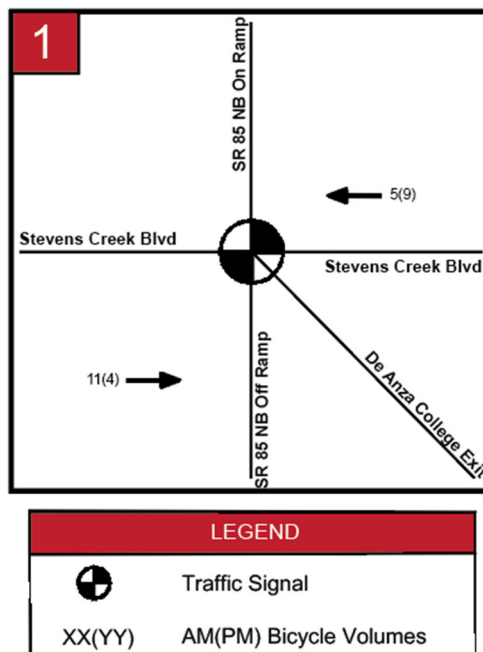 1
SR 85 NB On Ramp
5(9)
Stevens Creek Blvd
Stevens Creek Blvd
11(4)
SR 85 NB Off Ramp
De Anza College Exit
LEGEND
Traffic Signal
XX(YY) AM(PM) Bicycle Volumes